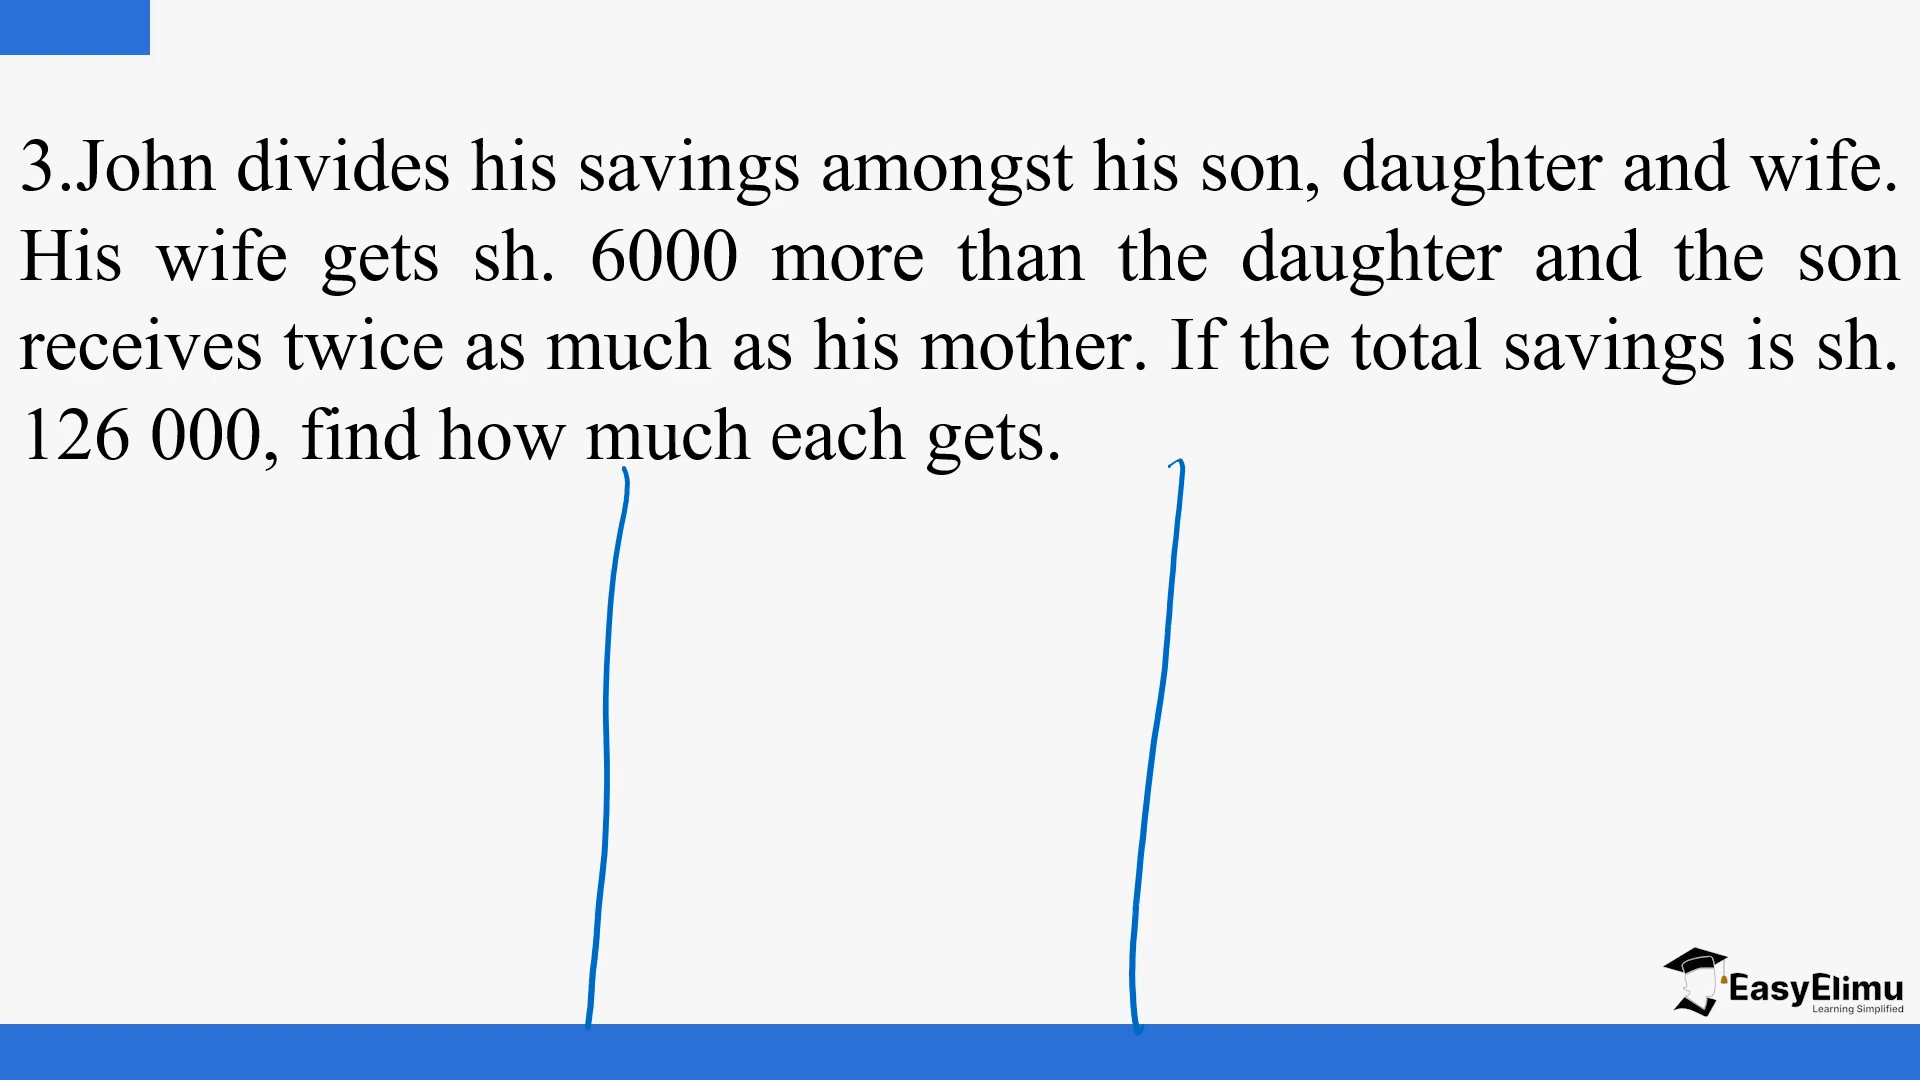 3.John divides his savings amongst his son, daughter and wife.
His wife gets sh. 6000 more than the daughter and the son
receives twice as much as his mother. If the total savings is sh.
126 000, find how much each gets.
EasyElimu
Learning Simplified